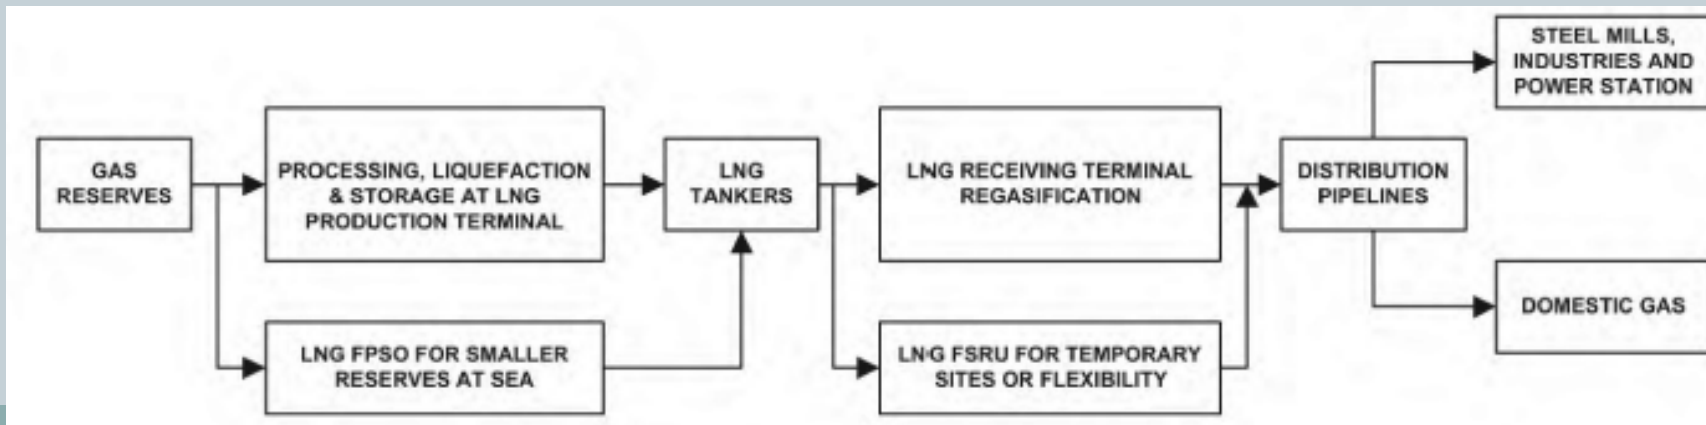 GAS
RESERVES
PROCESSING, LIQUEFACTION
& STORAGE AT LNG
PRODUCTION TERMINAL
LNG FPSO FOR SMALLER
RESERVES AT SEA
LNG
TANKERS
LNG RECEIVING TERMINAL
REGASIFICATION
LNG FSRU FOR TEMPORARY
SITES OR FLEXIBILITY
DISTRIBUTION
PIPELINES
STEEL MILLS,
INDUSTRIES AND
POWER STATION
DOMESTIC GAS